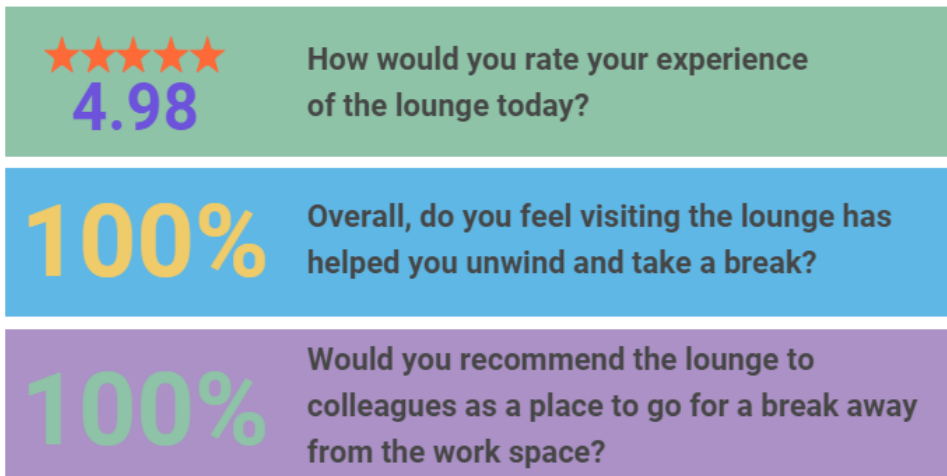 4.98
How would you rate your experience
of the lounge today?
100%
Overall, do you feel visiting the lounge has
helped you unwind and take a break?
100%
Would you recommend the lounge to
colleagues as a place to go for a break away
from the work space?